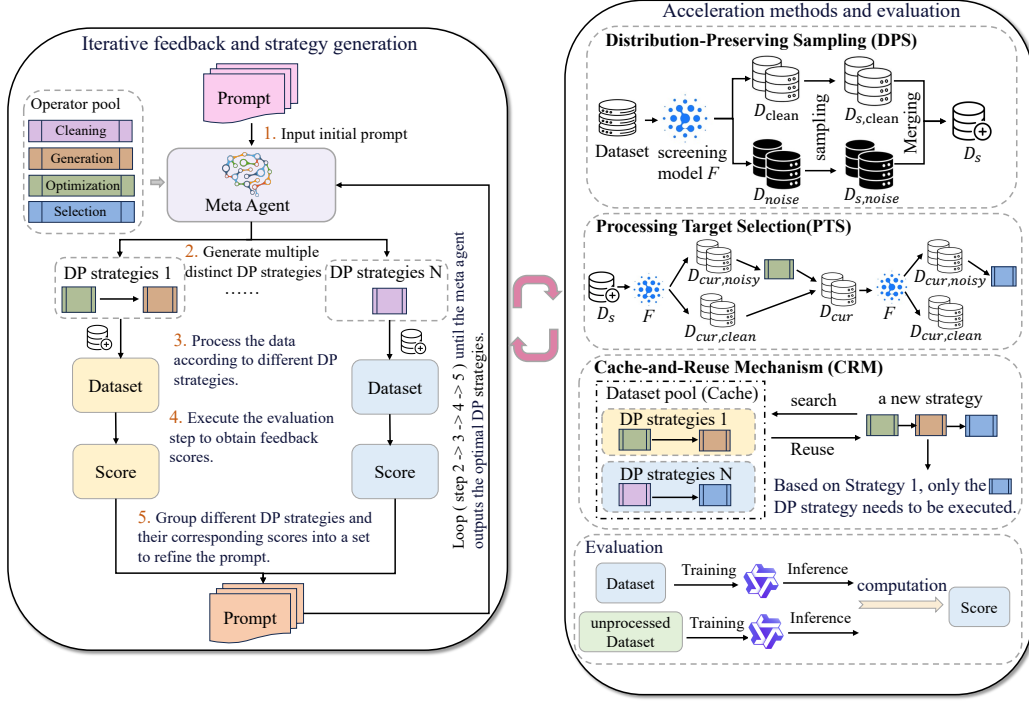 Iterative feedback and strategy generation
Operator pool
Cleaning
Generation
Optimization
Selection
Prompt
1. Input initial prompt
Meta Agent
2. Generate multiple
distinct DP strategies
......
DP strategies 1
DP strategies N
3. Process the data
according to different DP
strategies.
Dataset
Dataset
4. Execute the evaluation
step to obtain feedback
scores.
Score
Score
5. Group different DP strategies and
their corresponding scores into a set
to refine the prompt.
Prompt
Loop ( step 2 -> 3 -> 4 -> 5 ) until the meta agent
outputs the optimal DP strategies.
Acceleration methods and evaluation
Distribution-Preserving Sampling (DPS)
Dataset
screening
model F
D_clean
D_noise
sampling
D_s,clean
D_s,noise
Merging
D_s
Processing Target Selection(PTS)
D_s
F
D_cur,noisy
D_cur,clean
D_cur
F
D_cur,noisy
D_cur,clean
Cache-and-Reuse Mechanism (CRM)
Dataset pool (Cache)
DP strategies 1
DP strategies N
search
Reuse
a new strategy
Based on Strategy 1, only the
DP strategy needs to be executed.
Evaluation
Dataset
Training
Inference
unprocessed
Dataset
Training
Inference
computation
Score